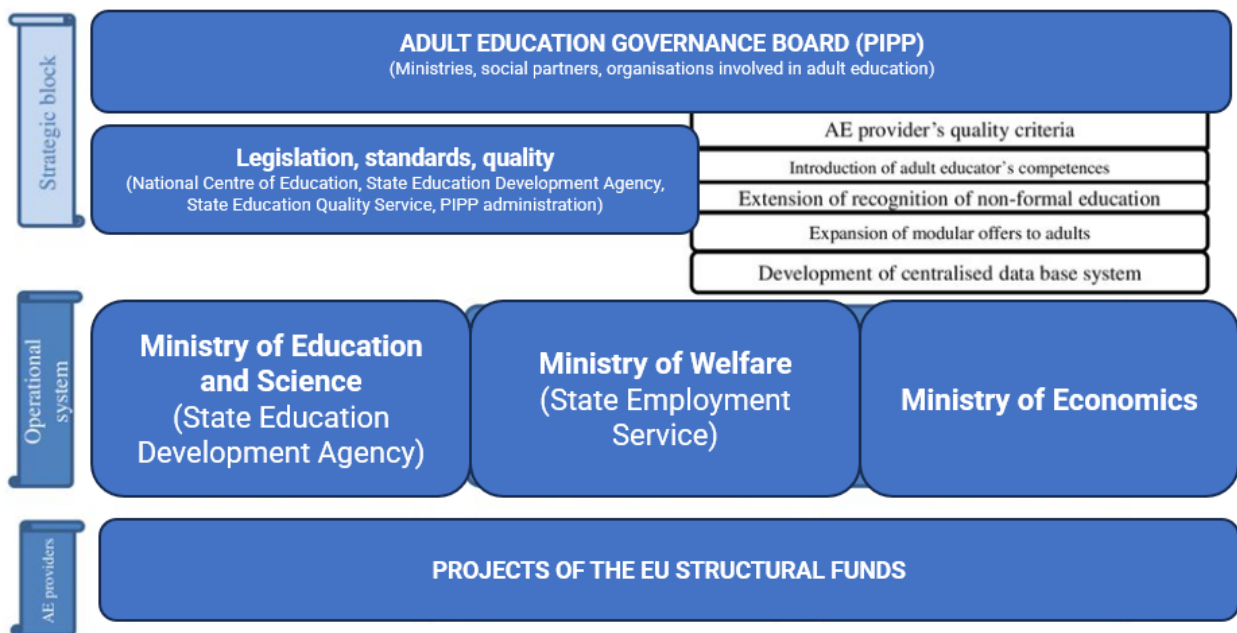 Strategic block
ADULT EDUCATION GOVERNANCE BOARD (PIPP)
(Ministries, social partners, organisations involved in adult education)
Legislation, standards, quality
(National Centre of Education, State Education Development Agency,
State Education Quality Service, PIPP administration)
AE provider's quality criteria
Introduction of adult educator's competences
Extension of recognition of non-formal education
Expansion of modular offers to adults
Development of centralised data base system
Operational
system
Ministry of Education
and Science
(State Education
Development Agency)
Ministry of Welfare
(State Employment
Service)
Ministry of Economics
AE providers
PROJECTS OF THE EU STRUCTURAL FUNDS